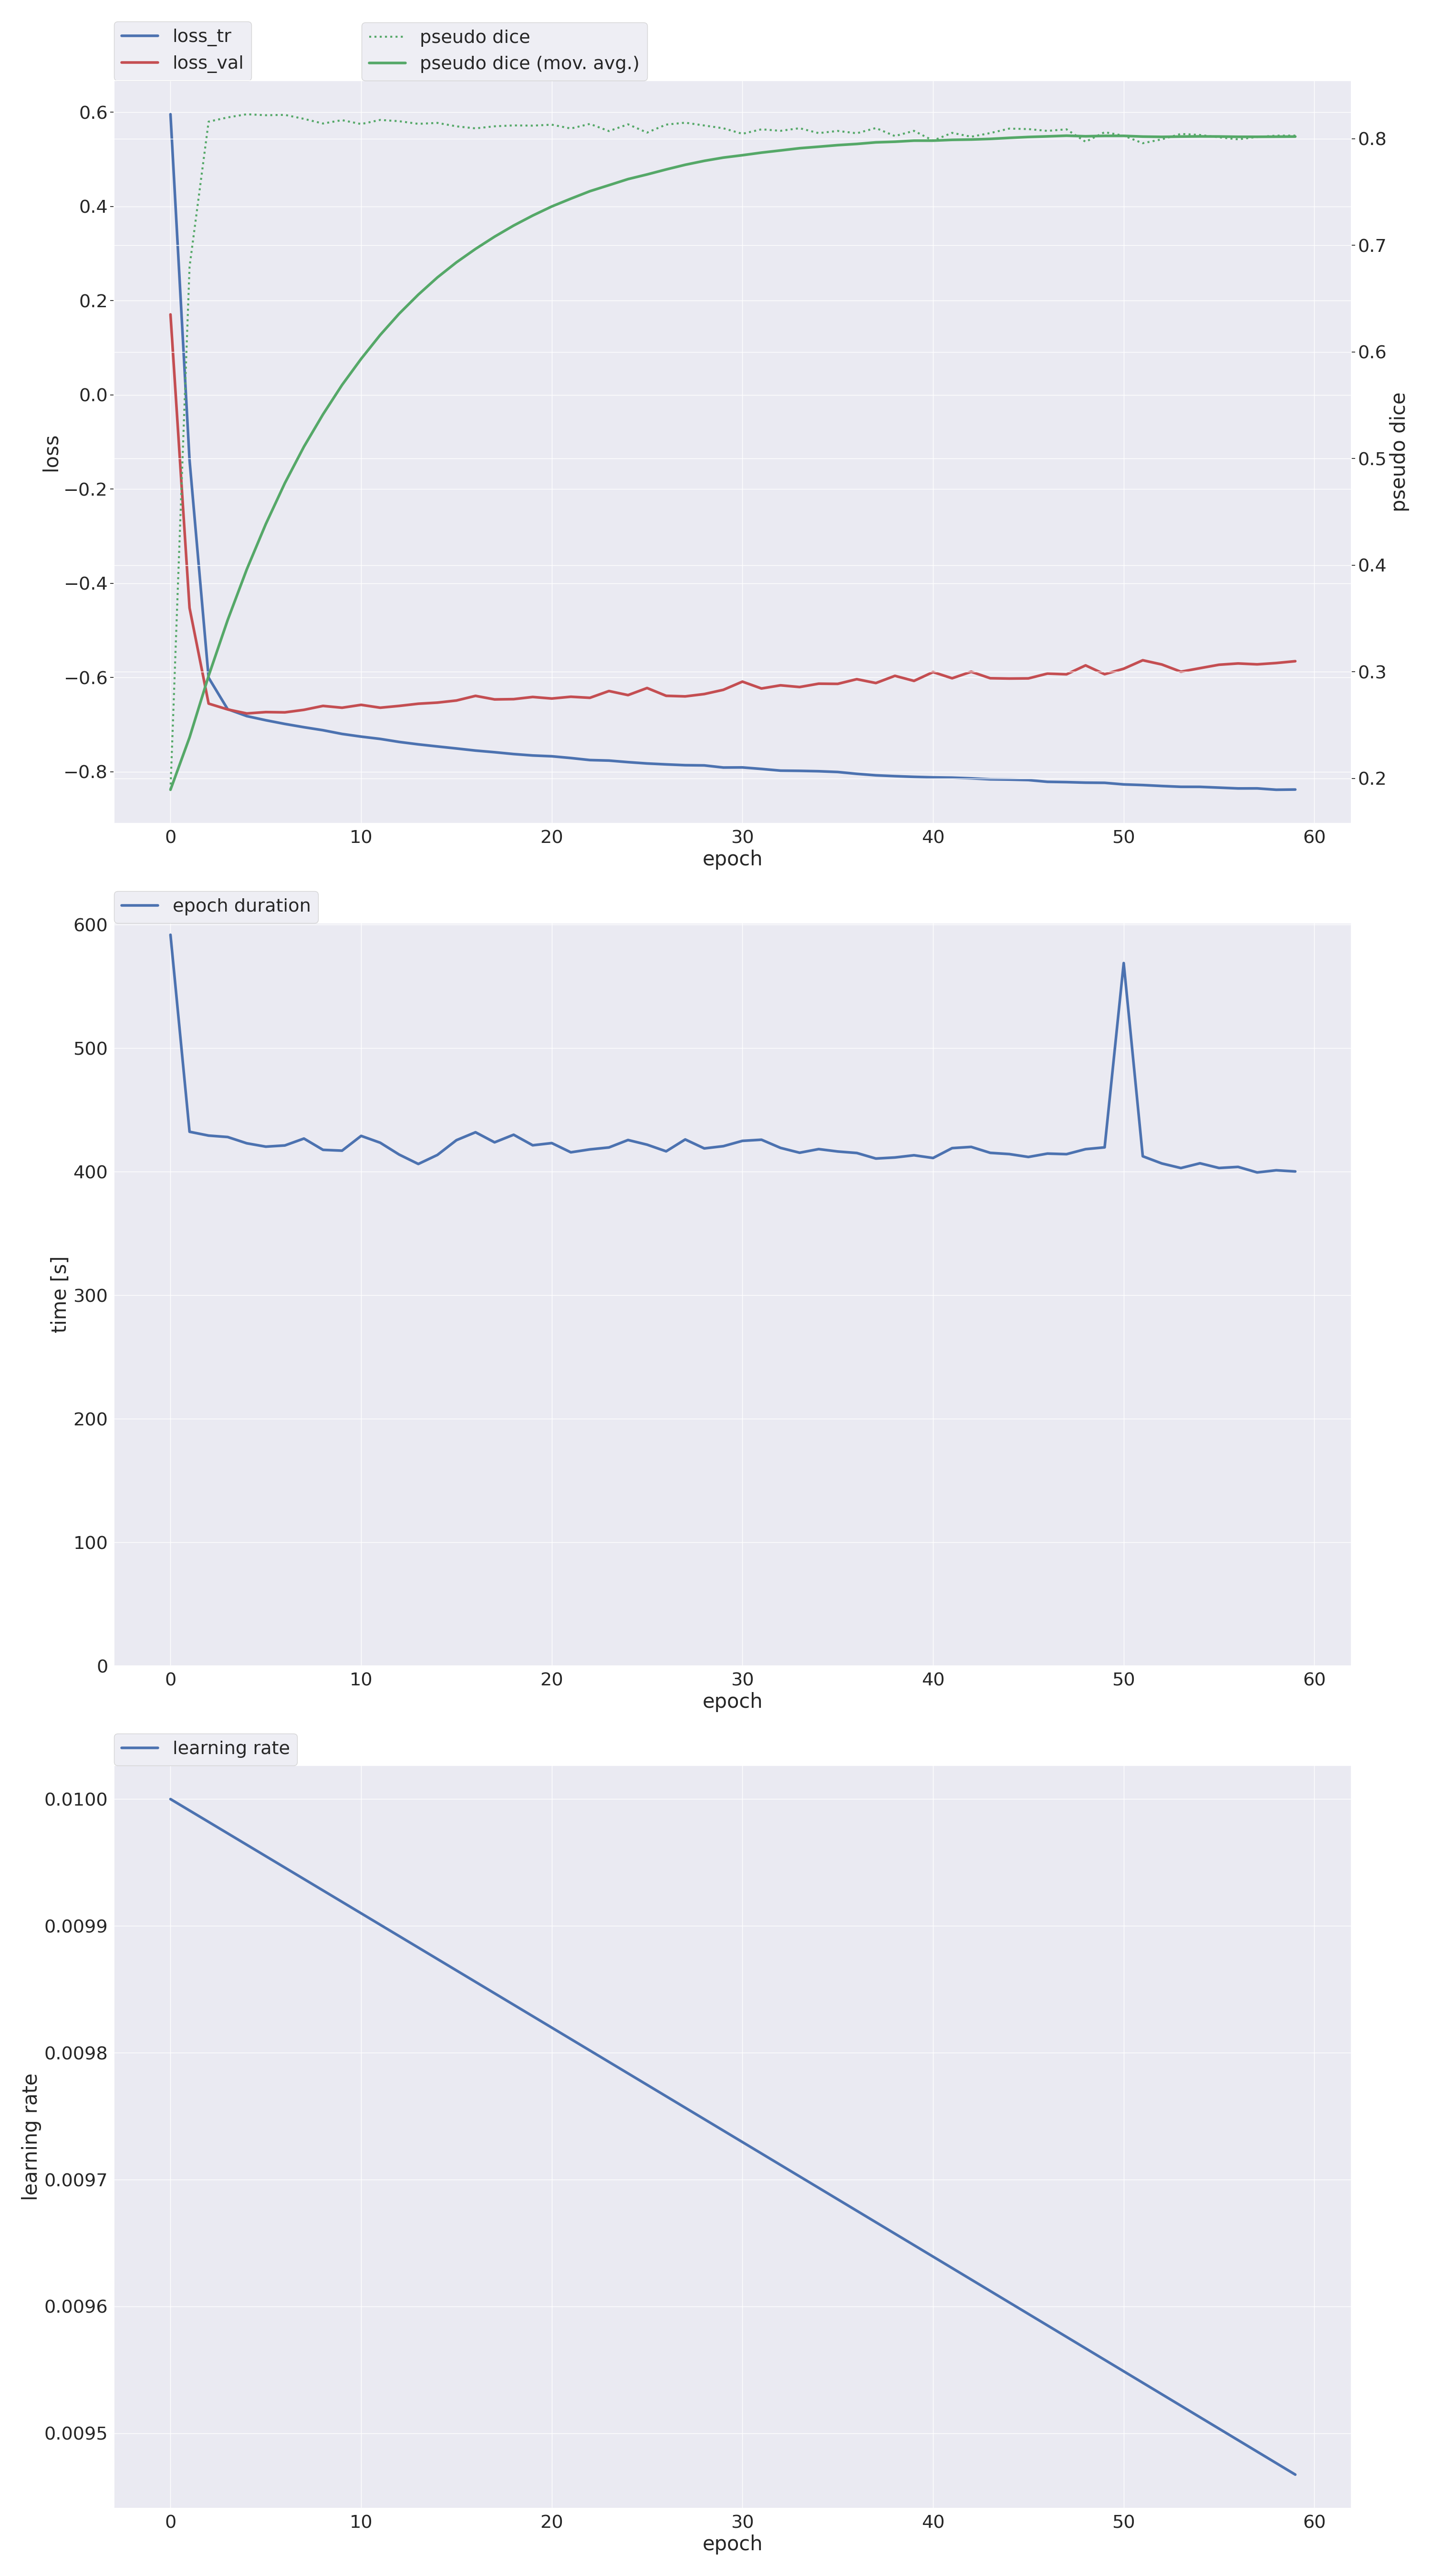 loss_tr
loss_val
pseudo dice
pseudo dice (mov. avg.)
0.6
0.4
0.2
0.0
−0.2
−0.4
−0.6
−0.8
loss
0.8
0.7
0.6
0.5
0.4
0.3
0.2
pseudo dice
0 10 20 30 40 50 60
epoch
epoch duration
600
500
400
300
200
100
0
time [s]
0 10 20 30 40 50 60
epoch
learning rate
0.0100
0.0099
0.0098
0.0097
0.0096
0.0095
learning rate
0 10 20 30 40 50 60
epoch